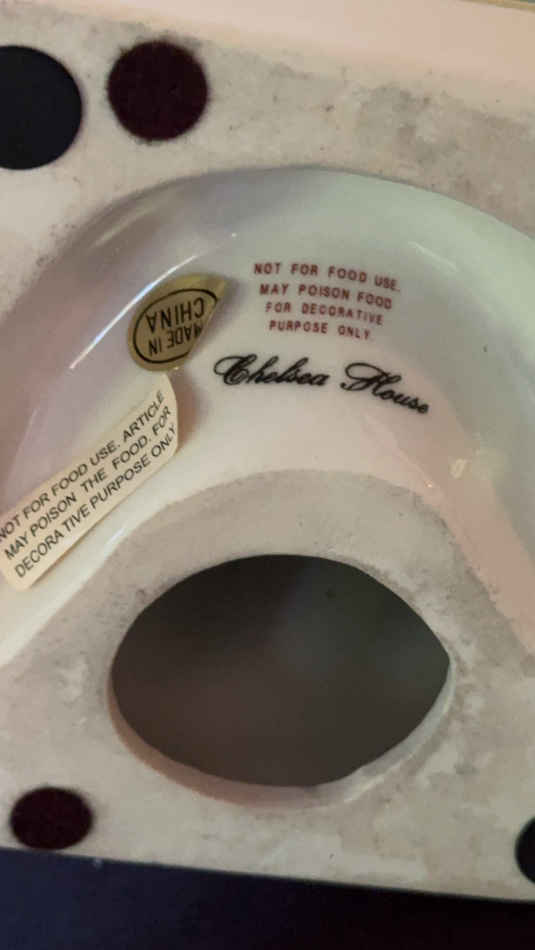 NOT FOR FOOD USE.
MAY POISON FOOD
FOR DECORATIVE
PURPOSE ONLY
Chelsea House
MADE IN
CHINA
NOT FOR FOOD USE. ARTICLE
MAY POISON THE FOOD. FOR
DECORATIVE PURPOSE ONLY